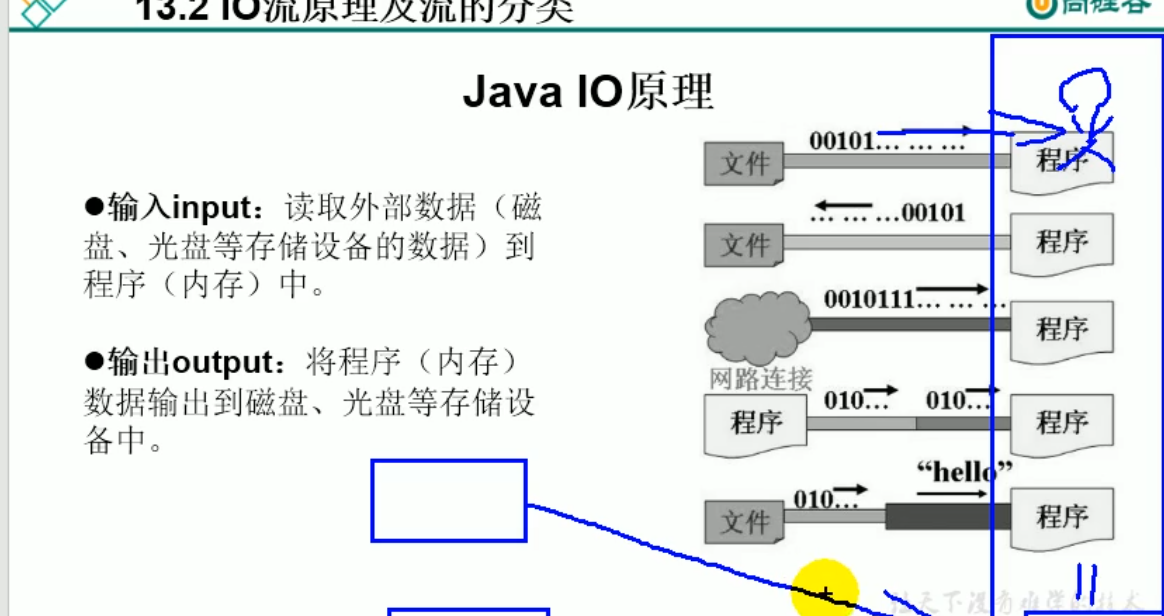 13.2 IO流原理及流的分类
尚硅谷
Java IO原理
●输入input：读取外部数据（磁
盘、光盘等存储设备的数据）到
程序（内存）中。
●输出output：将程序（内存）
数据输出到磁盘、光盘等存储设
备中。
00101… … …
文件 程序
… … …00101
文件 程序
0010111… … …
程序
网路连接
010… 010…
程序 程序
“hello”
010…
文件 程序
让天下没有难学的技术